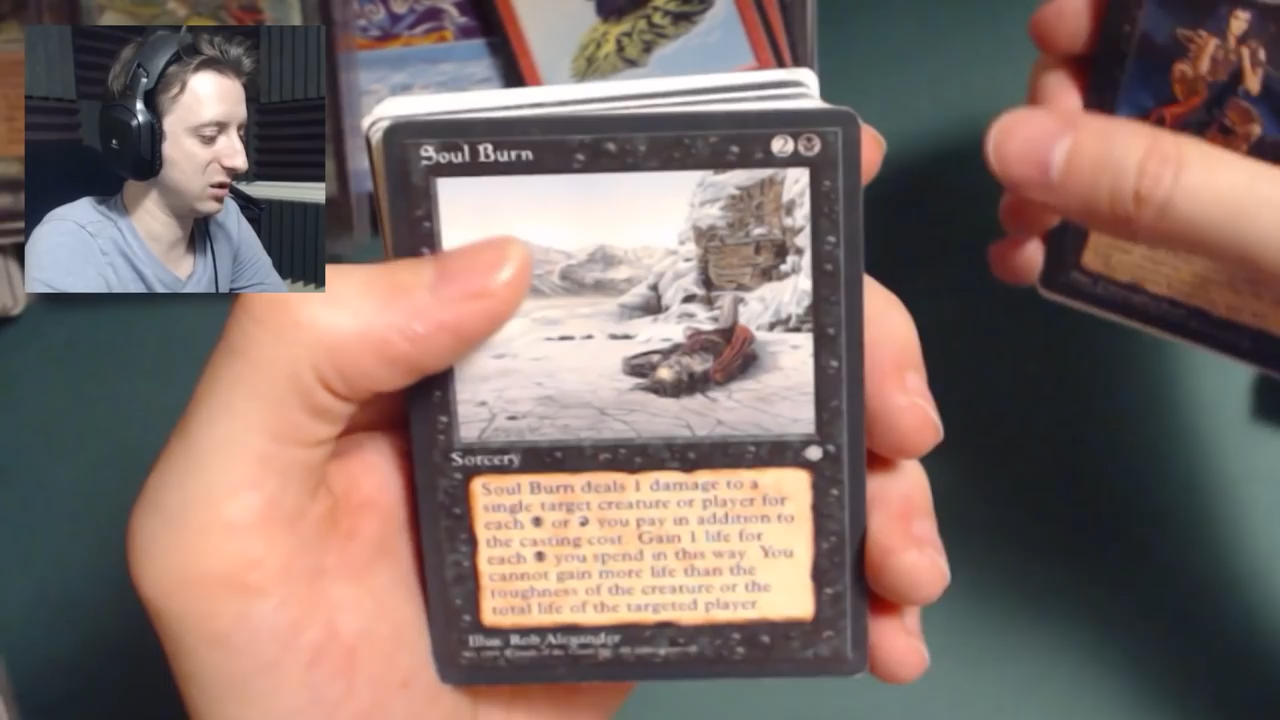 Soul Burn 2
Sorcery
Soul Burn deals 1 damage to a
single target creature or player for
each or you pay in addition to
the casting cost. Gain 1 life for
each you spend in this way. You
cannot gain more life than the
toughness of the creature or the
total life of the targeted player.
Illus. Rob Alexander